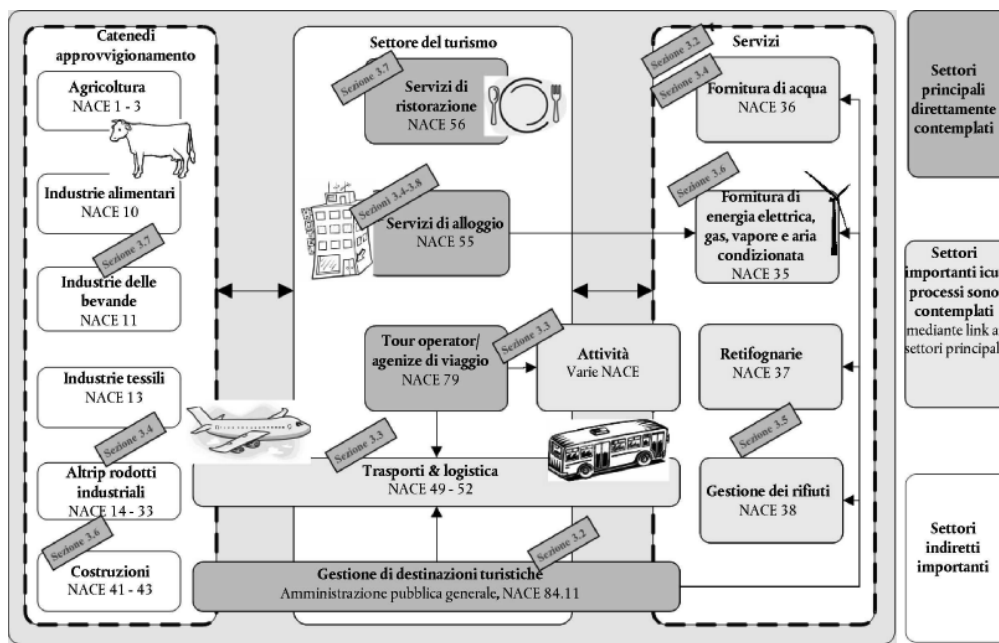 Catenedi
approvvigionamento
Agricoltura
NACE 1 - 3
Industrie alimentari
NACE 10
Sezione 3.7
Industrie delle
bevande
NACE 11
Industrie tessili
NACE 13
Sezione 3.4
Altrip rodotti
industriali
NACE 14 - 33
Sezione 3.6
Costruzioni
NACE 41 - 43
Settore del turismo
Sezione 3.7
Servizi di
ristorazione
NACE 56
Sezioni 3.4-3.8
Servizi di alloggio
NACE 55
Tour operator/
agenize di viaggio
NACE 79
Sezione 3.3
Attività
Varie NACE
Sezione 3.3
Trasporti & logistica
NACE 49 - 52
Sezione 3.2
Gestione di destinazioni turistiche
Amministrazione pubblica generale, NACE 84.11
Servizi
Sezione 3.2
Sezione 3.4
Fornitura di acqua
NACE 36
Sezione 3.6
Fornitura di
energia elettrica,
gas, vapore e aria
condizionata
NACE 35
Retifognarie
NACE 37
Sezione 3.5
Gestione dei rifiuti
NACE 38
Settori
principali
direttamente
contemplati
Settori
importanti icu
processi sono
contemplati
mediante link a
settori principal
Settori
indiretti
importanti